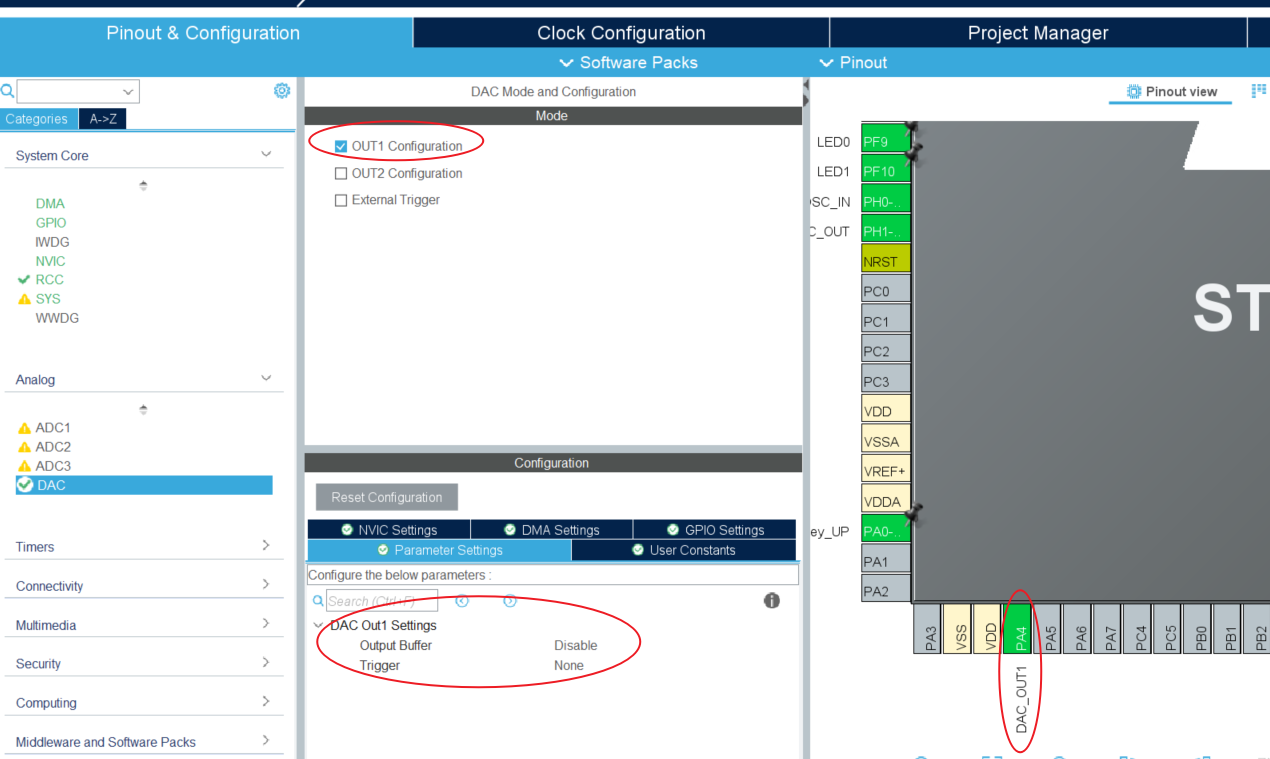 Pinout & Configuration
Clock Configuration
Project Manager
Software Packs
Pinout
Categories
A->Z
System Core
DMA
GPIO
IWDG
NVIC
RCC
SYS
WWDG
Analog
ADC1
ADC2
ADC3
DAC
Timers
Connectivity
Multimedia
Security
Computing
Middleware and Software Packs
DAC Mode and Configuration
Mode
OUT1 Configuration
OUT2 Configuration
External Trigger
Configuration
Reset Configuration
NVIC Settings
DMA Settings
GPIO Settings
Parameter Settings
User Constants
Configure the below parameters :
Search (Ctrl+F)
DAC Out1 Settings
Output Buffer Disable
Trigger None
Pinout view
LED0 PF9
LED1 PF10
SC_IN PH0-..
C_OUT PH1-..
NRST
PC0
PC1
PC2
PC3
VDD
VSSA
VREF+
VDDA
ey_UP PA0-..
PA1
PA2
ST
PA3
VSS
VDD
PA4
PA5
PA6
PA7
PC4
PC5
PB0
PB1
PB2
DAC_OUT1